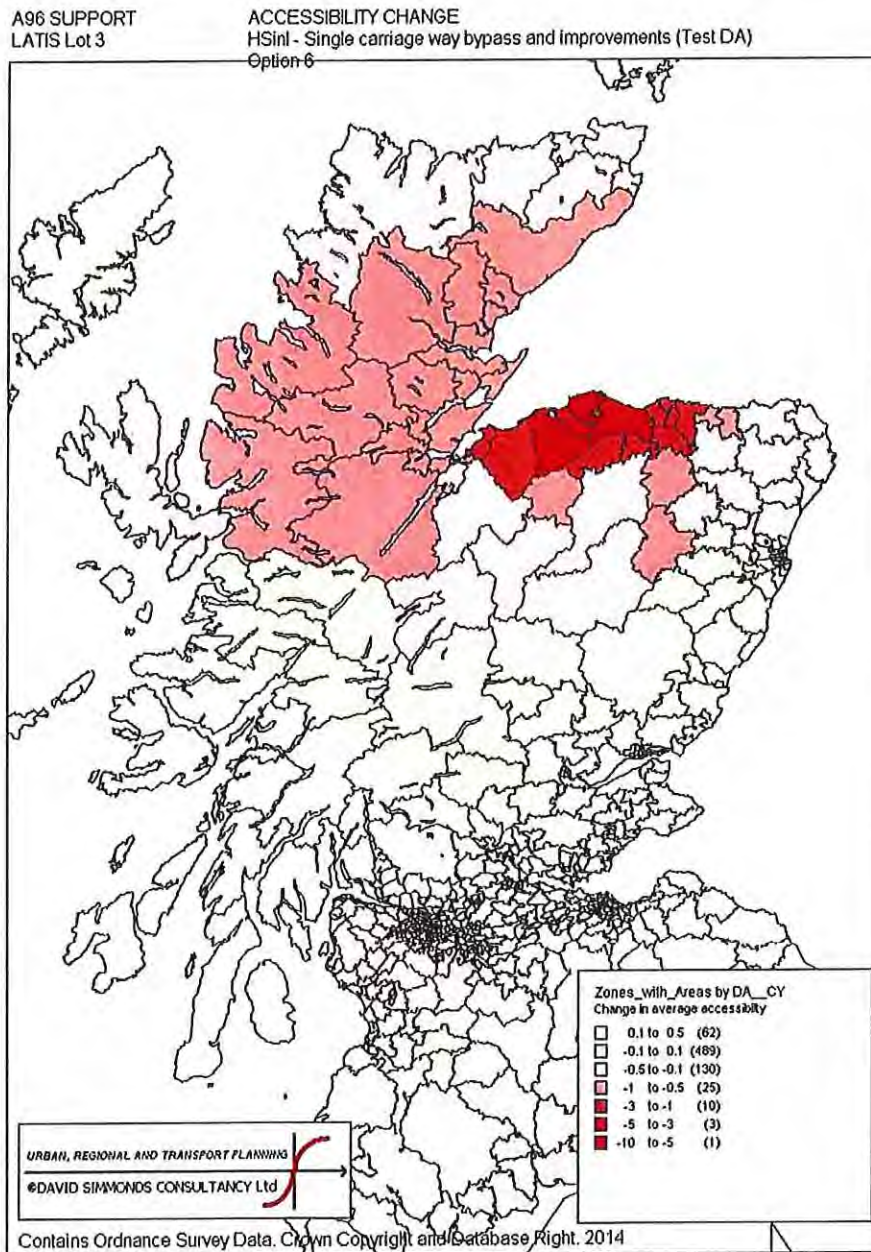 A96 SUPPORT
LATIS Lot 3
ACCESSIBILITY CHANGE
HSinl - Single carriage way bypass and improvements (Test DA)
Option 6
Zones_with_Areas by DA__CY
Change in average accessibility
0.1 to 0.5 (62)
-0.1 to 0.1 (489)
-0.5 to -0.1 (130)
-1 to -0.5 (25)
-3 to -1 (10)
-5 to -3 (3)
-10 to -5 (1)
URBAN, REGIONAL AND TRANSPORT PLANNING
©DAVID SIMMONDS CONSULTANCY Ltd
Contains Ordnance Survey Data. Crown Copyright and Database Right. 2014